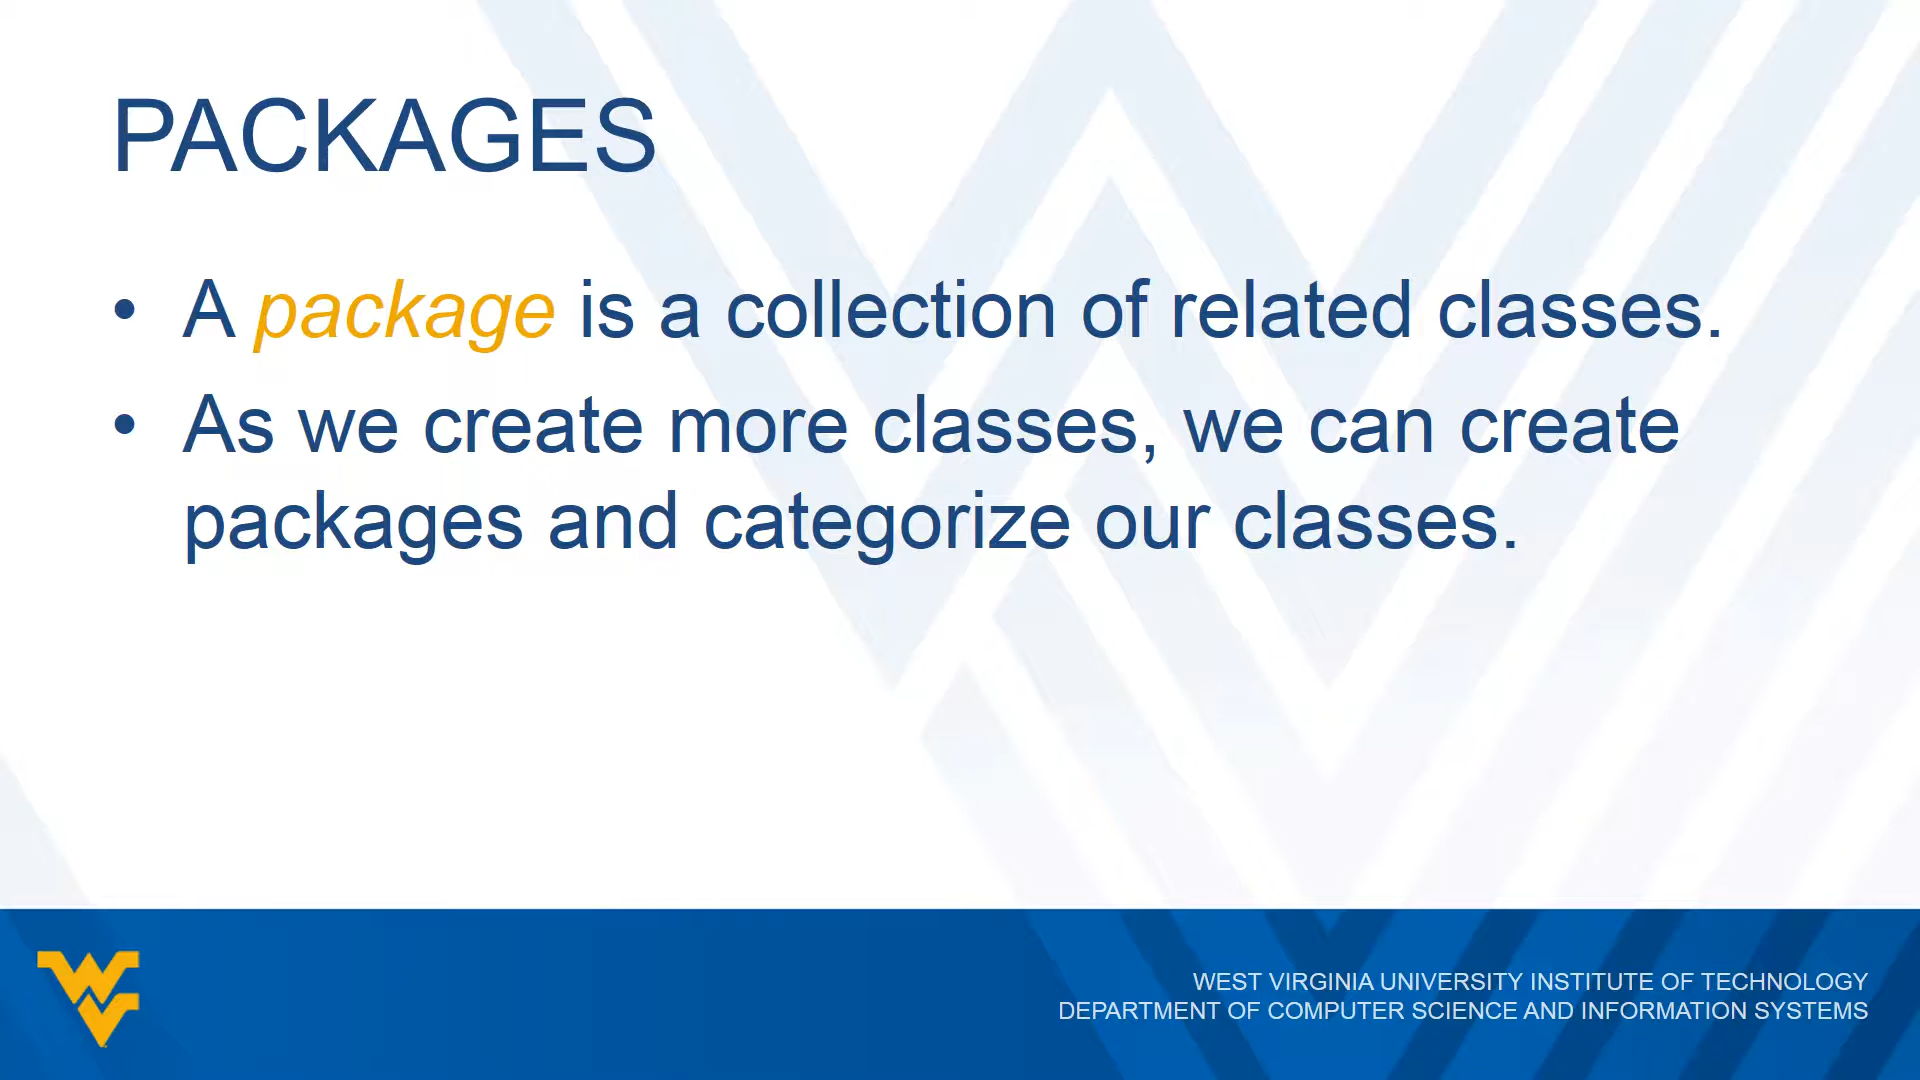 PACKAGES
• A package is a collection of related classes.
• As we create more classes, we can create
packages and categorize our classes.
WEST VIRGINIA UNIVERSITY INSTITUTE OF TECHNOLOGY
DEPARTMENT OF COMPUTER SCIENCE AND INFORMATION SYSTEMS